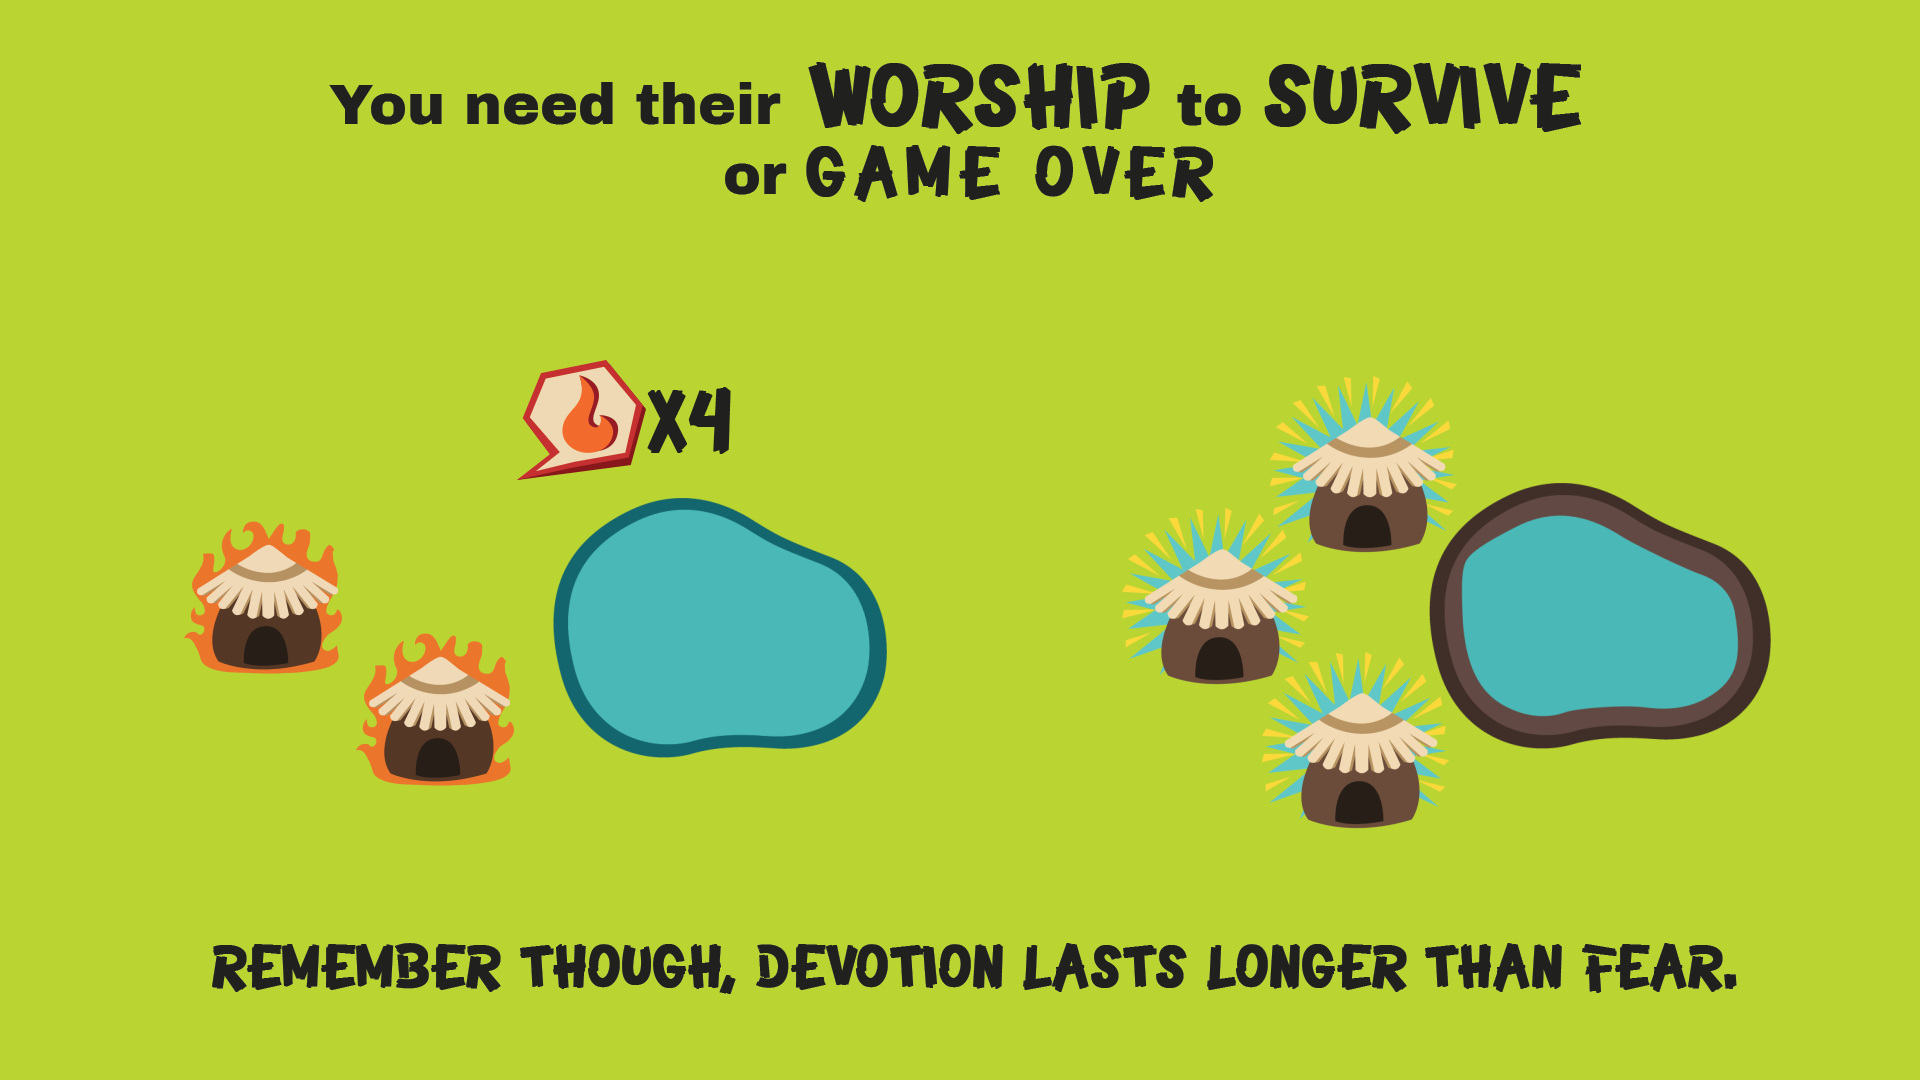 You need their WORSHIP to SURVIVE
or GAME OVER
X4
REMEMBER THOUGH, DEVOTION LASTS LONGER THAN FEAR.